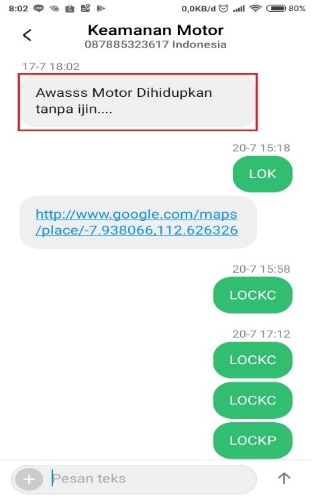 8:02 0,0KB/d 80%
Keamanan Motor
087885323617 Indonesia
17-7 18:02
Awasss Motor Dihidupkan
tanpa ijin....
20-7 15:18
LOK
http://www.google.com/maps
/place/-7.938066,112.626326
20-7 15:58
LOCKC
20-7 17:12
LOCKC
LOCKC
LOCKP
Pesan teks